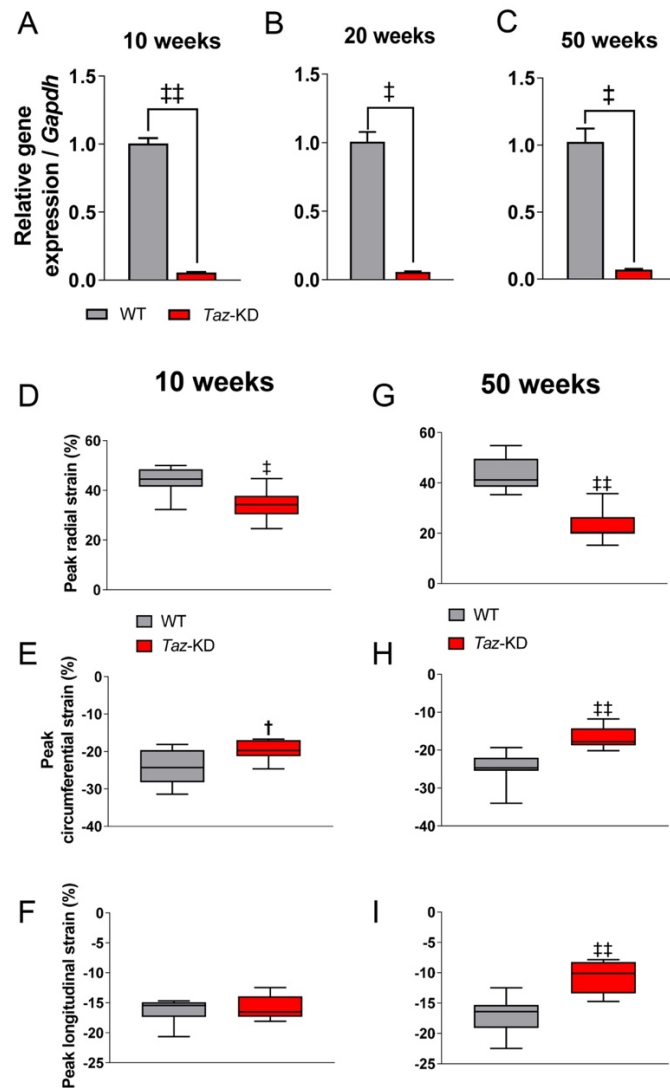 A
10 weeks
B
20 weeks
C
50 weeks
Relative gene
expression / Gapdh
1.5
1.0
0.5
0.0
‡‡
1.5
1.0
0.5
0.0
‡
1.5
1.0
0.5
0.0
‡
WT
Taz-KD
10 weeks
50 weeks
D
Peak radial strain (%)
60
40
20
0
‡
G
60
40
20
0
‡‡
WT
Taz-KD
WT
Taz-KD
E
Peak
circumferential strain (%)
0
-10
-20
-30
-40
†
H
0
-10
-20
-30
-40
‡‡
F
Peak longitudinal strain (%)
0
-5
-10
-15
-20
-25
I
0
-5
-10
-15
-20
-25
‡‡